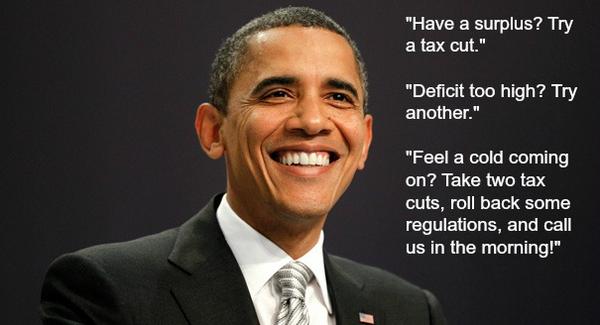 "Have a surplus? Try
a tax cut."
"Deficit too high? Try
another."
"Feel a cold coming
on? Take two tax
cuts, roll back some
regulations, and call
us in the morning!"